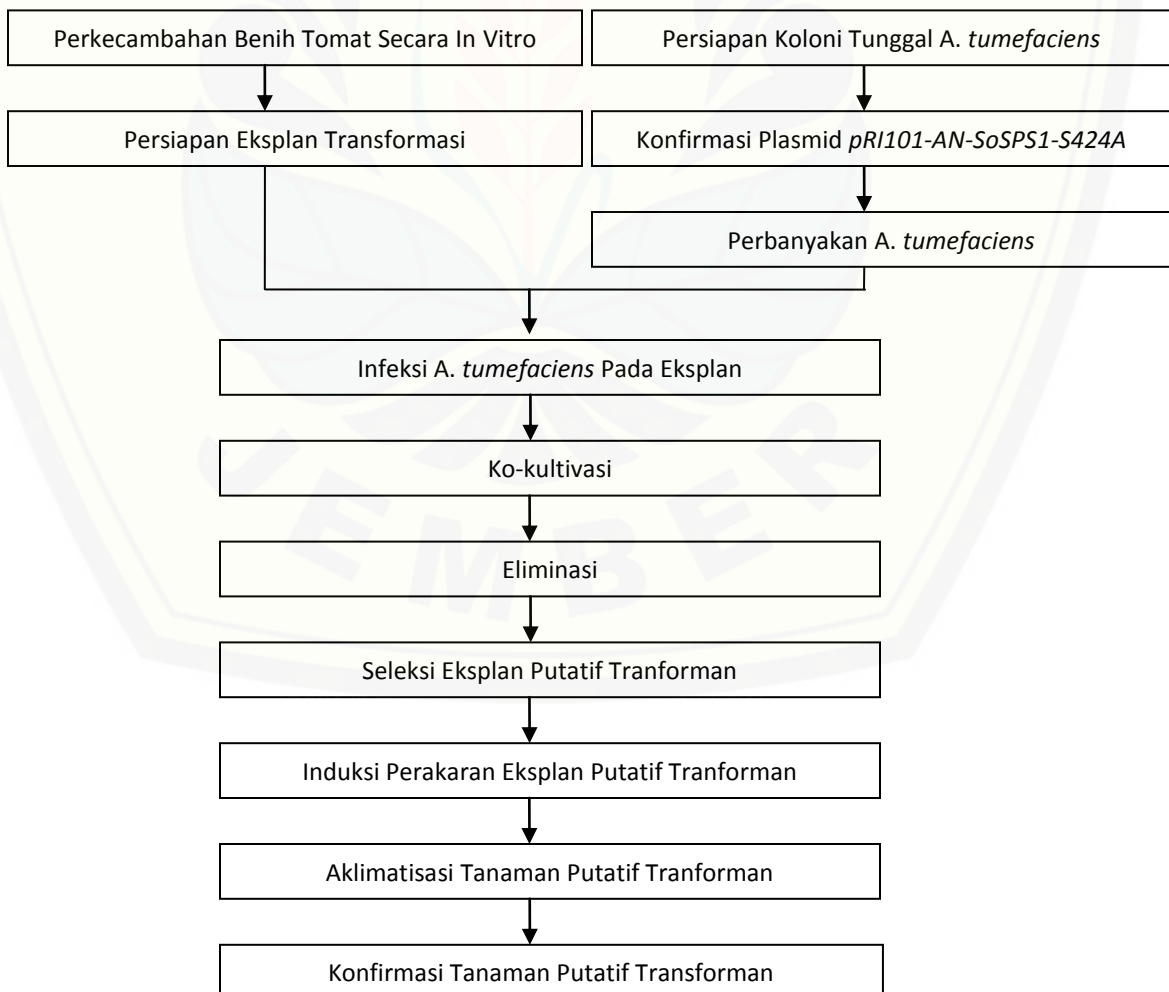 Perkecambahan Benih Tomat Secara In Vitro
Persiapan Eksplan Transformasi
Persiapan Koloni Tunggal A. tumefaciens
Konfirmasi Plasmid pRI101-AN-SoSPS1-S424A
Perbanyakan A. tumefaciens
Infeksi A. tumefaciens Pada Eksplan
Ko-kultivasi
Eliminasi
Seleksi Eksplan Putatif Tranforman
Induksi Perakaran Eksplan Putatif Tranforman
Aklimatisasi Tanaman Putatif Tranforman
Konfirmasi Tanaman Putatif Transforman
JEMBER